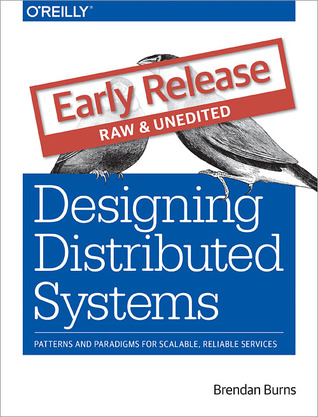 O'REILLY®
Early Release
RAW & UNEDITED
Designing
Distributed
Systems
PATTERNS AND PARADIGMS FOR SCALABLE, RELIABLE SERVICES
Brendan Burns